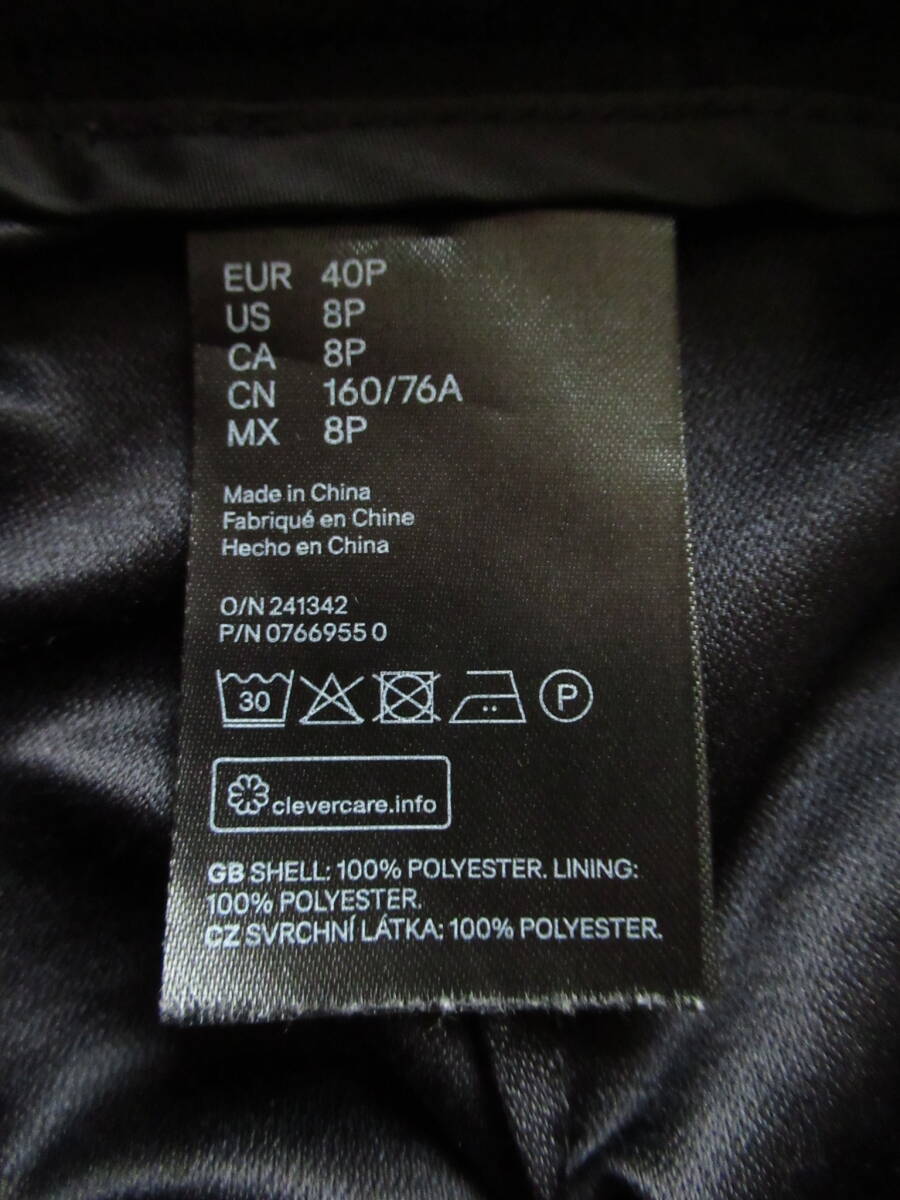 EUR 40P
US 8P
CA 8P
CN 160/76A
MX 8P
Made in China
Fabriqué en Chine
Hecho en China
O/N 241342
P/N 0766955 0
30 P
clevercare.info
GB SHELL: 100% POLYESTER. LINING:
100% POLYESTER.
CZ SVRCHNÍ LÁTKA: 100% POLYESTER.